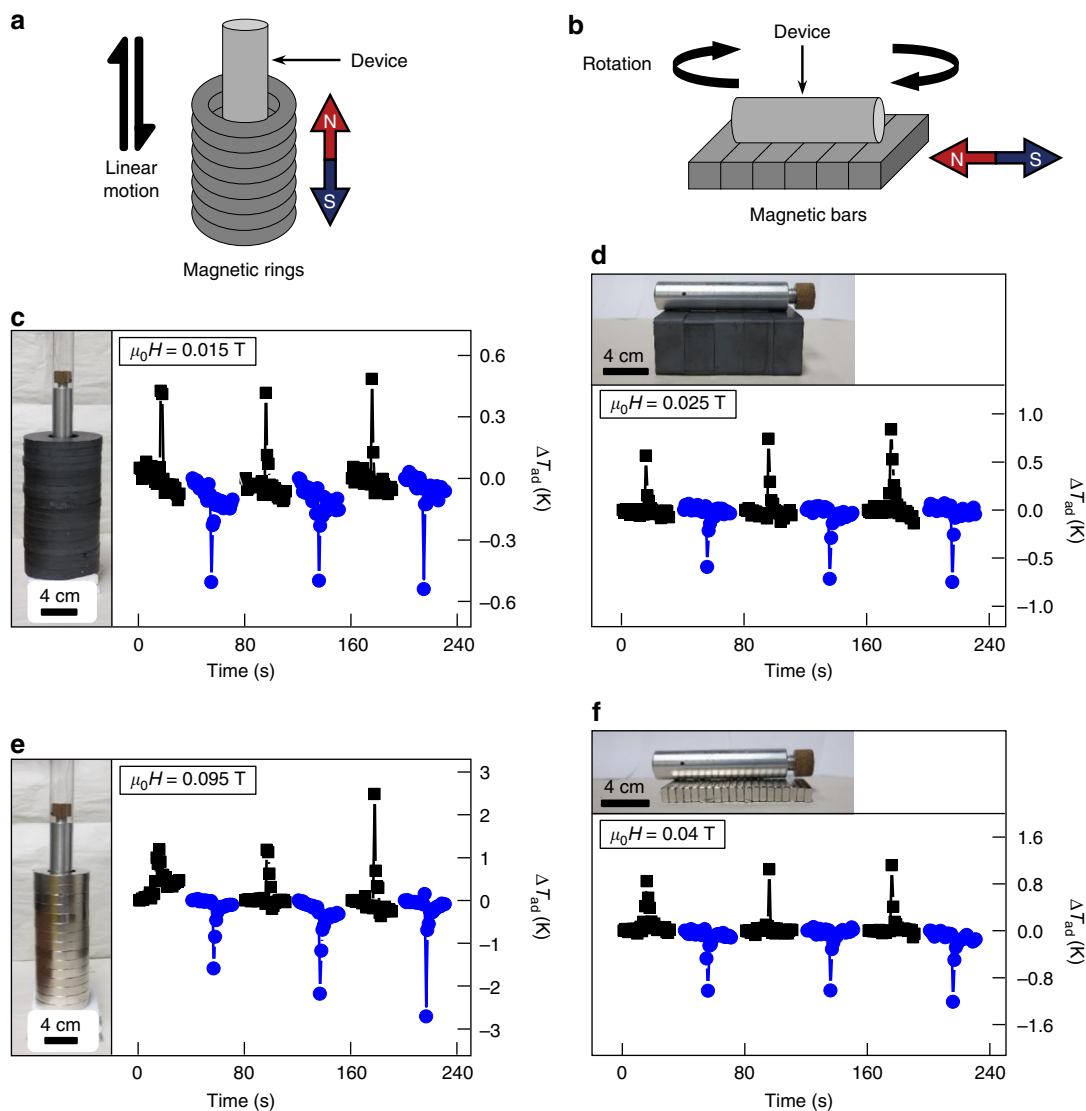 a
Device
N
S
Linear
motion
Magnetic rings
b
Device
Rotation
N
S
Magnetic bars
c
μ0H = 0.015 T
4 cm
0.6
0.3
0.0
–0.3
–0.6
ΔTad (K)
0
80
160
240
Time (s)
d
4 cm
μ0H = 0.025 T
1.0
0.5
0.0
–0.5
–1.0
ΔTad (K)
0
80
160
240
Time (s)
e
μ0H = 0.095 T
4 cm
3
2
1
0
–1
–2
–3
ΔTad (K)
0
80
160
240
Time (s)
f
4 cm
μ0H = 0.04 T
1.6
0.8
0.0
–0.8
–1.6
ΔTad (K)
0
80
160
240
Time (s)